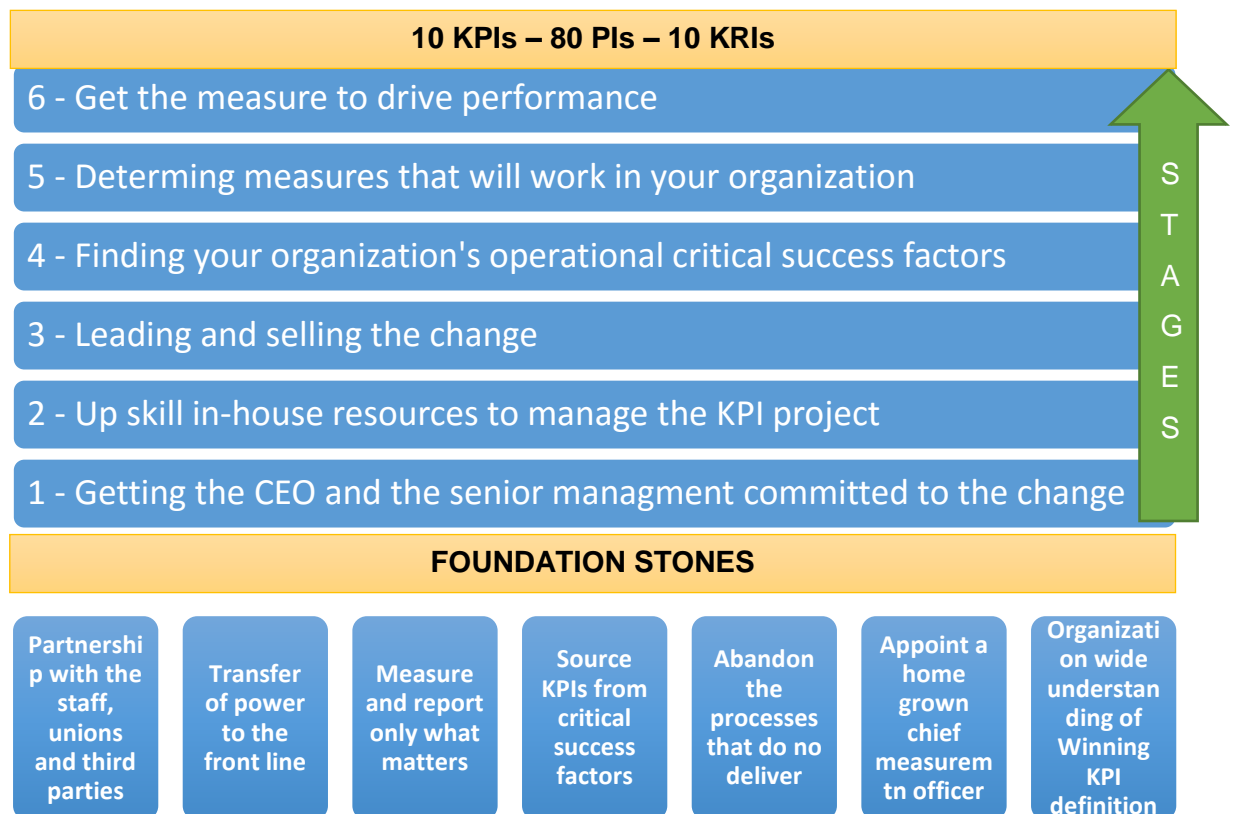 10 KPIs – 80 PIs – 10 KRIs
6 - Get the measure to drive performance
5 - Determing measures that will work in your organization
4 - Finding your organization's operational critical success factors
3 - Leading and selling the change
2 - Up skill in-house resources to manage the KPI project
1 - Getting the CEO and the senior managment committed to the change
S
T
A
G
E
S
FOUNDATION STONES
Partnershi
p with the
staff,
unions
and third
parties
Transfer
of power
to the
front line
Measure
and report
only what
matters
Source
KPIs from
critical
success
factors
Abandon
the
processes
that do no
deliver
Appoint a
home
grown
chief
measurem
tn officer
Organizati
on wide
understan
ding of
Winning
KPI
definition